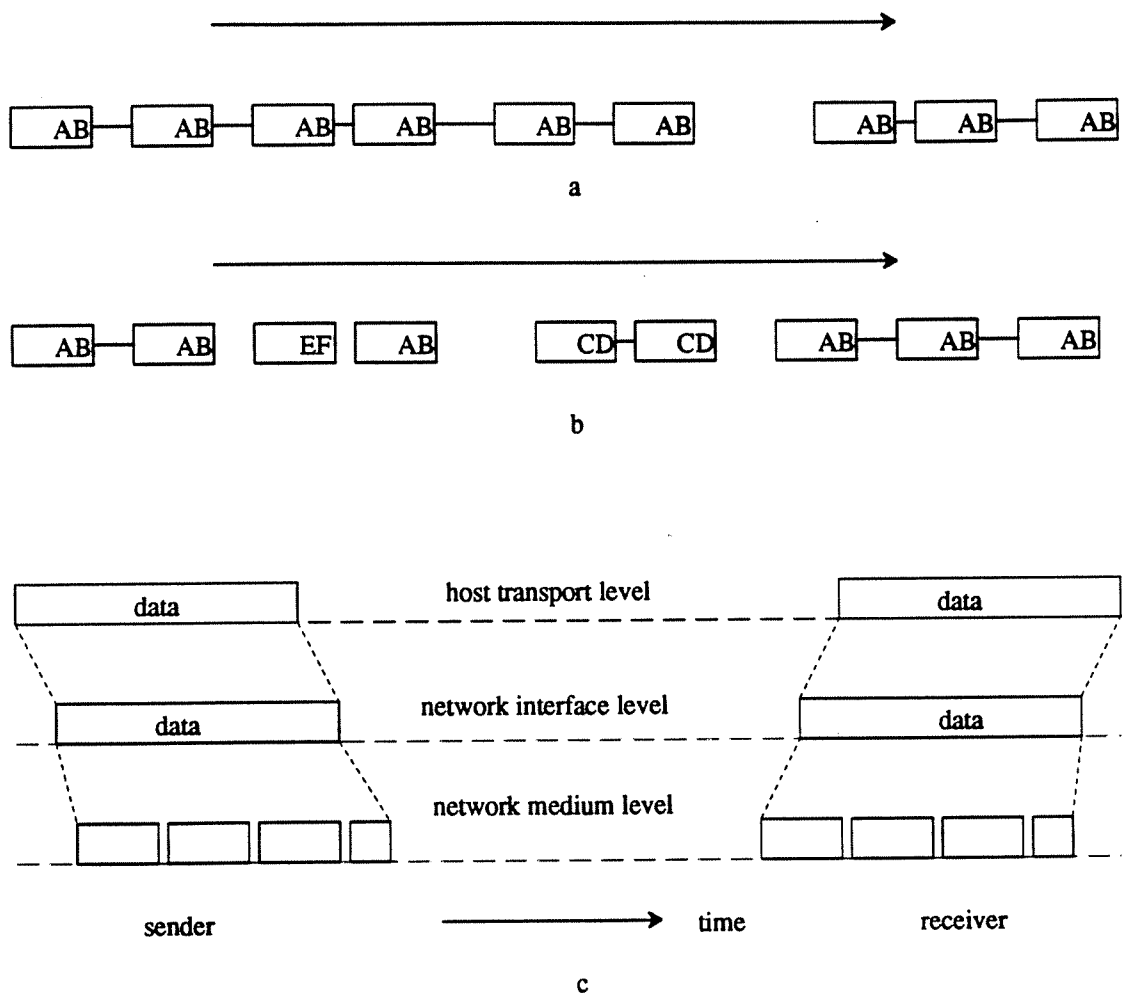 AB AB AB AB AB AB AB AB AB
a
AB AB EF AB CD CD AB AB AB
b
data host transport level data
data network interface level data
network medium level
sender time receiver
c